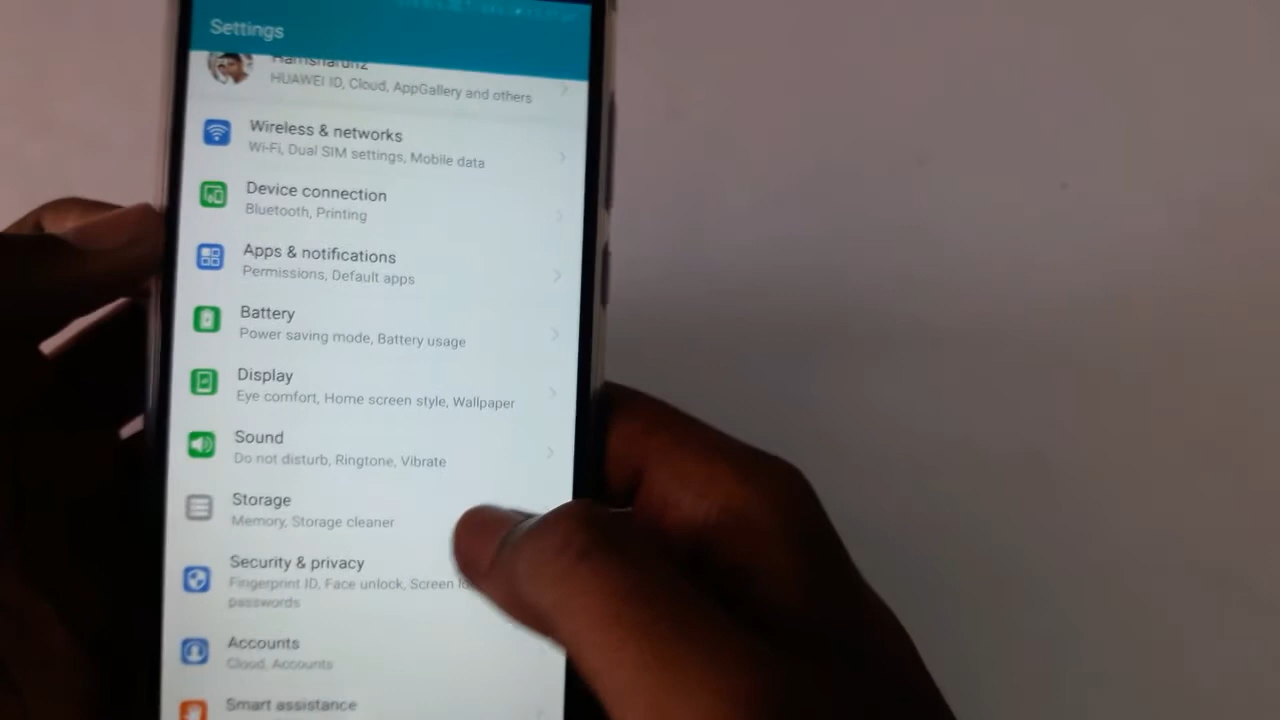 Settings
HUAWEI ID, Cloud, AppGallery and others
Wireless & networks
Wi-Fi, Dual SIM settings, Mobile data
Device connection
Bluetooth, Printing
Apps & notifications
Permissions, Default apps
Battery
Power saving mode, Battery usage
Display
Eye comfort, Home screen style, Wallpaper
Sound
Do not disturb, Ringtone, Vibrate
Storage
Memory, Storage cleaner
Security & privacy
Fingerprint ID, Face unlock, Screen
passwords
Accounts
Cloud, Accounts
Smart assistance